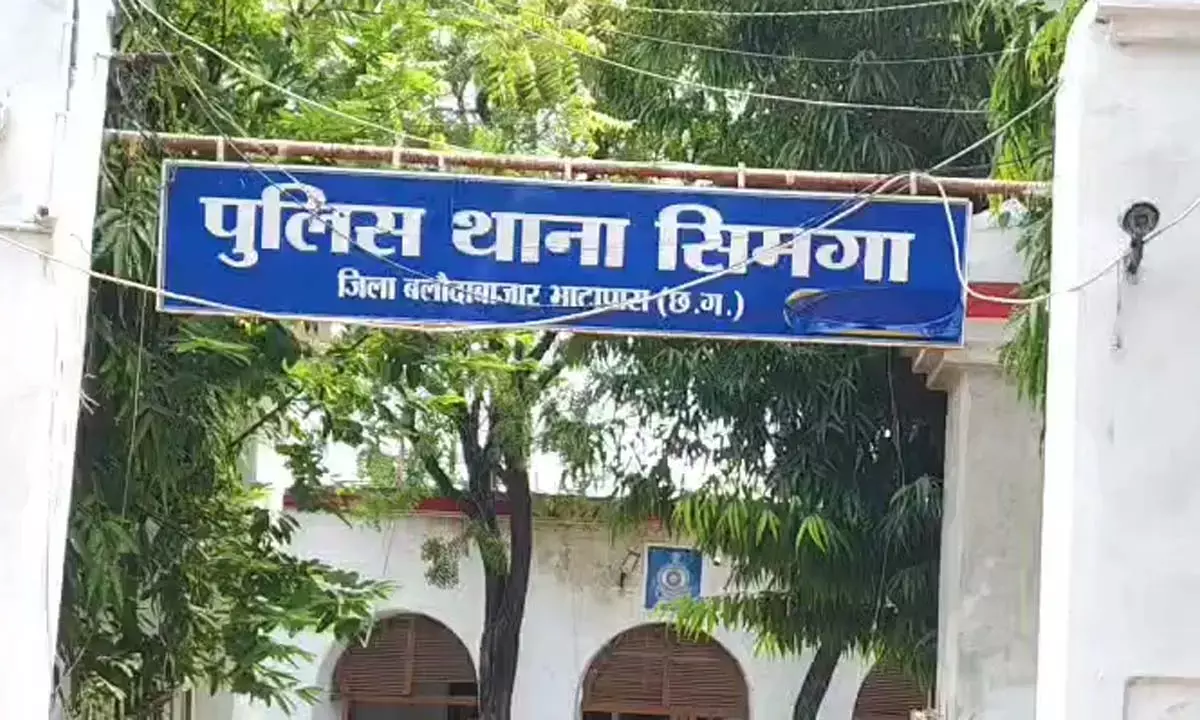 पुलिस थाना सिमगा
जिला बलौदाबाजार भाटापारा (छ.ग.)